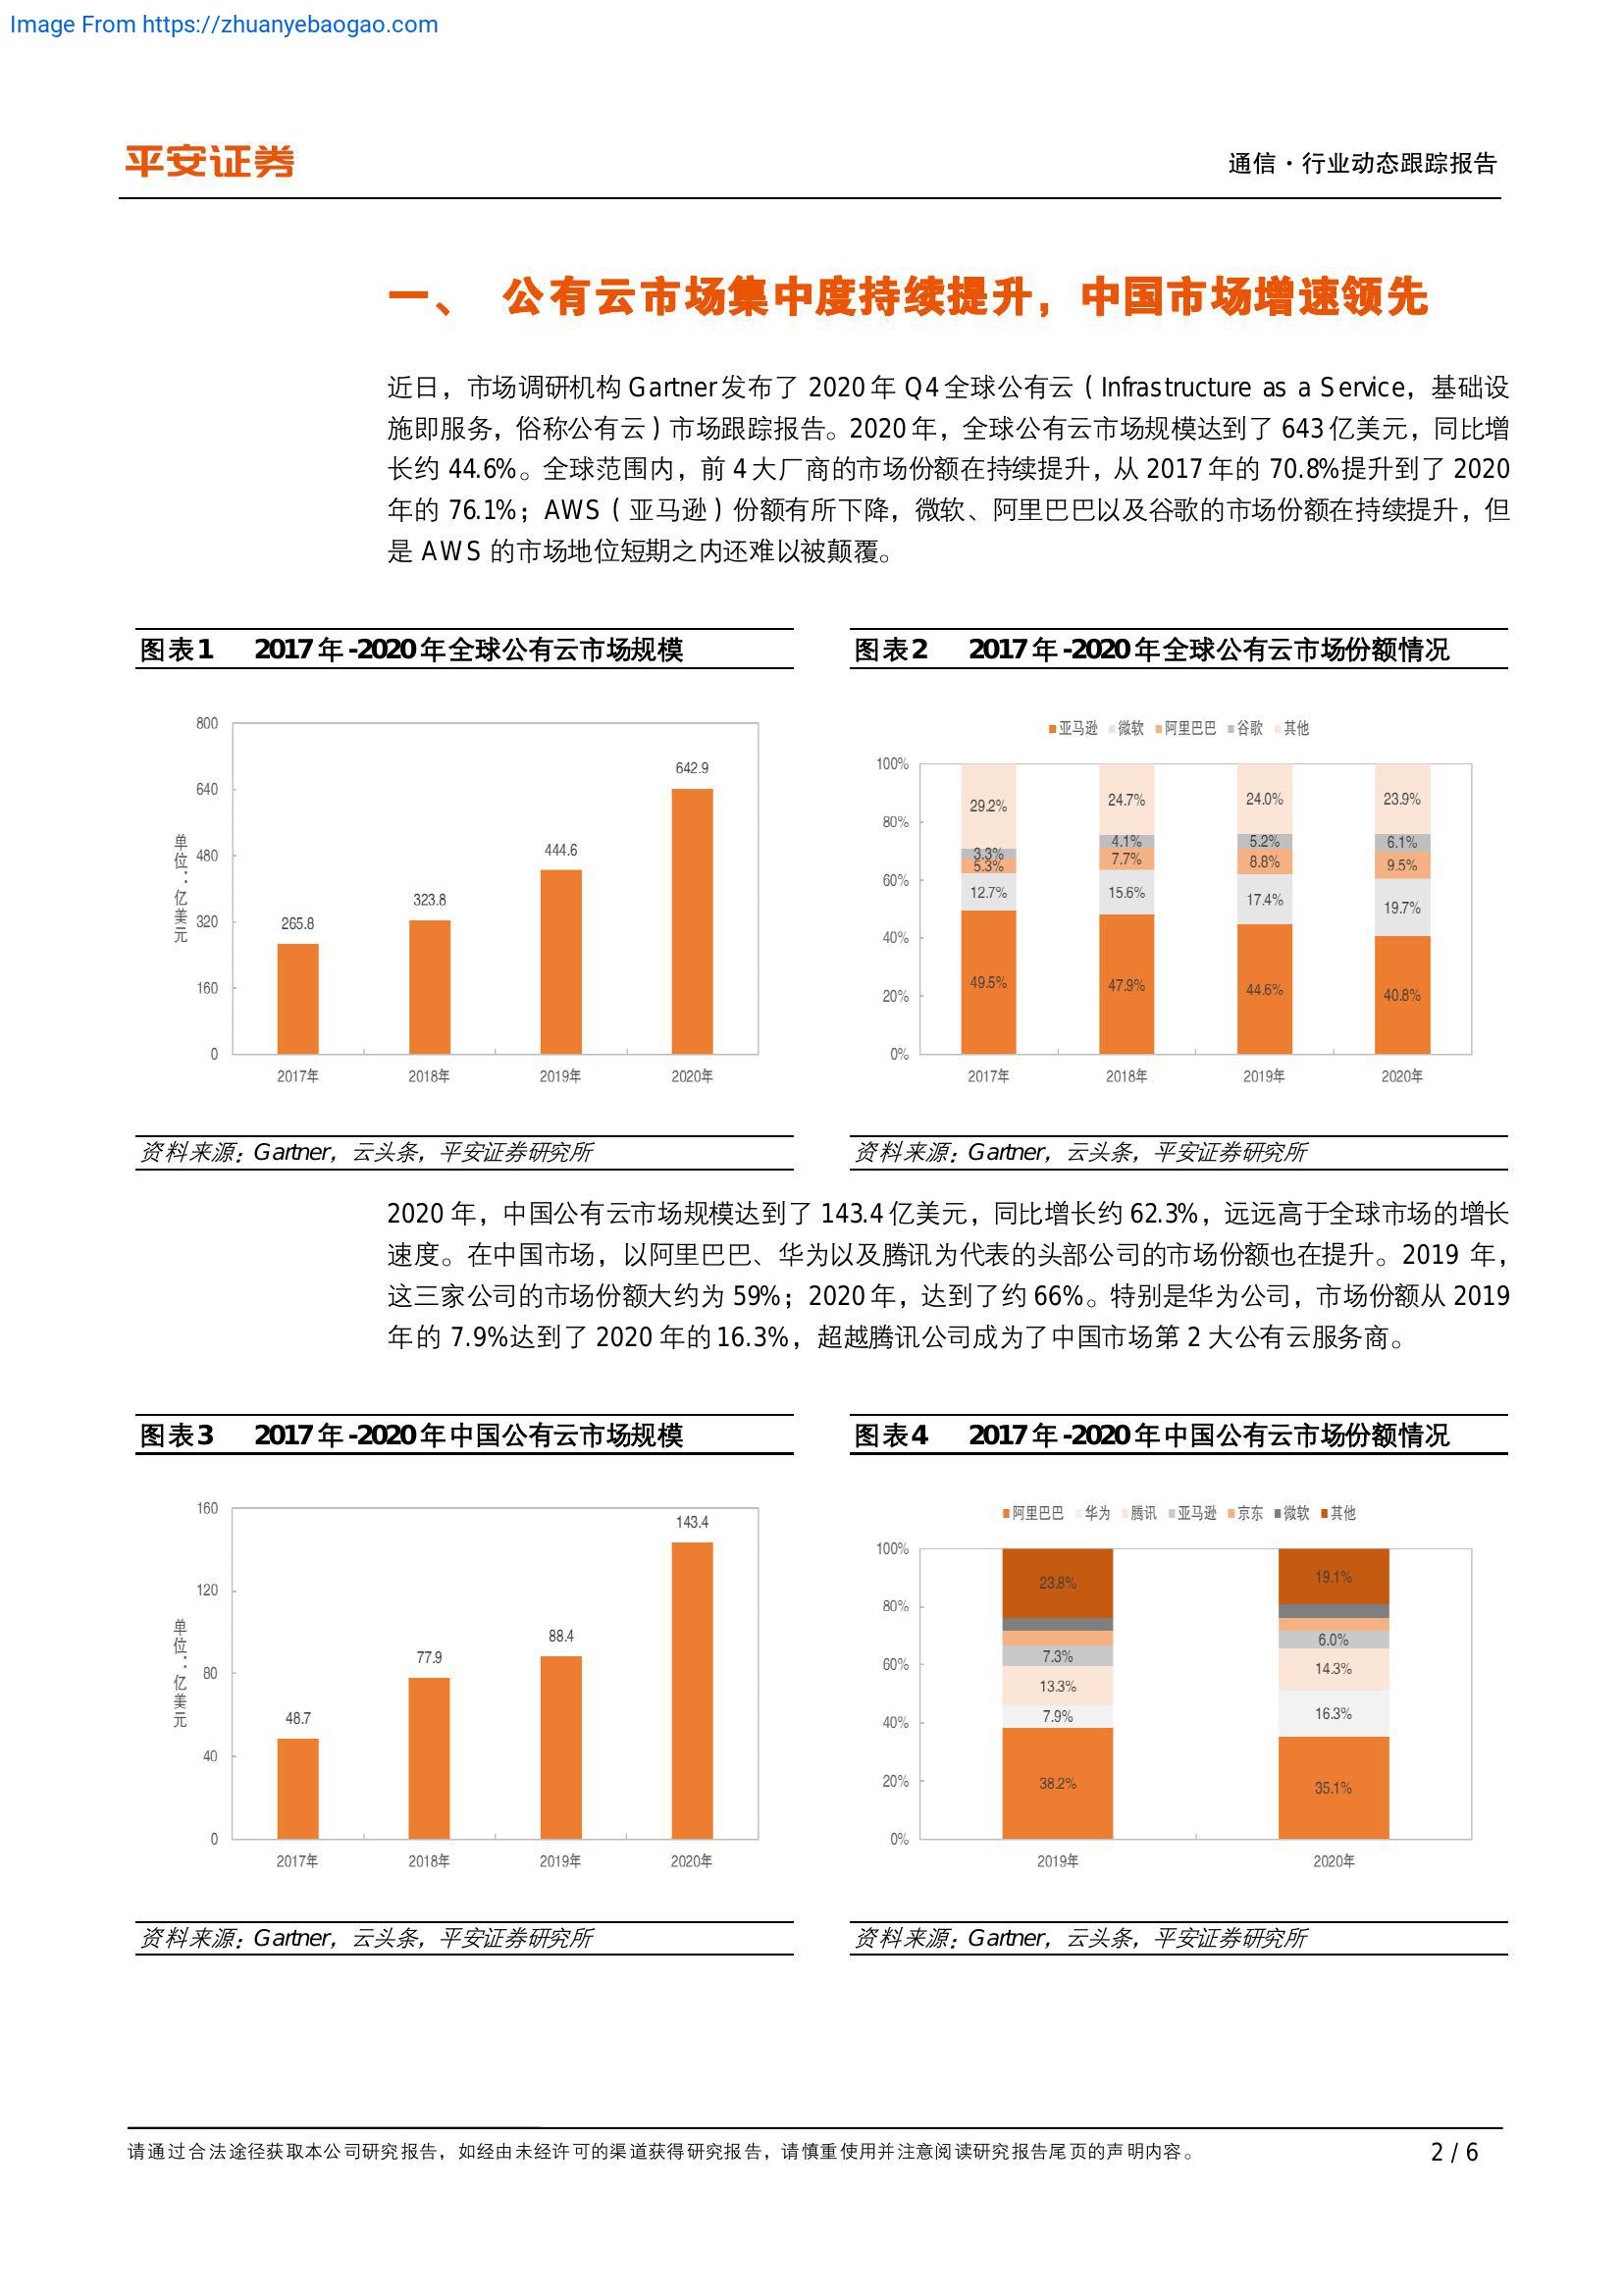 Image From https://zhuanyebaogao.com
平安证券
通信·行业动态跟踪报告
一、 公有云市场集中度持续提升，中国市场增速领先
近日，市场调研机构 Gartner 发布了 2020 年 Q4 全球公有云（Infrastructure as a Service，基础设
施即服务，俗称公有云）市场跟踪报告。2020 年，全球公有云市场规模达到了 643 亿美元，同比增
长约 44.6%。全球范围内，前 4 大厂商的市场份额在持续提升，从 2017 年的 70.8%提升到了 2020
年的 76.1%；AWS（亚马逊）份额有所下降，微软、阿里巴巴以及谷歌的市场份额在持续提升，但
是 AWS 的市场地位短期之内还难以被颠覆。
图表1 2017 年-2020 年全球公有云市场规模
800
640
480
320
160
0
单位：亿美元
265.8
323.8
444.6
642.9
2017年
2018年
2019年
2020年
资料来源：Gartner，云头条，平安证券研究所
图表2 2017 年-2020 年全球公有云市场份额情况
亚马逊 微软 阿里巴巴 谷歌 其他
100%
80%
60%
40%
20%
0%
29.2%
3.3%
5.3%
12.7%
49.5%
24.7%
4.1%
7.7%
15.6%
47.9%
24.0%
5.2%
8.8%
17.4%
44.6%
23.9%
6.1%
9.5%
19.7%
40.8%
2017年
2018年
2019年
2020年
资料来源：Gartner，云头条，平安证券研究所
2020 年，中国公有云市场规模达到了 143.4 亿美元，同比增长约 62.3%，远远高于全球市场的增长
速度。在中国市场，以阿里巴巴、华为以及腾讯为代表的头部公司的市场份额也在提升。2019 年，
这三家公司的市场份额大约为 59%；2020 年，达到了约 66%。特别是华为公司，市场份额从 2019
年的 7.9%达到了 2020 年的 16.3%，超越腾讯公司成为了中国市场第 2 大公有云服务商。
图表3 2017 年-2020 年中国公有云市场规模
160
120
80
40
0
单位：亿美元
48.7
77.9
88.4
143.4
2017年
2018年
2019年
2020年
资料来源：Gartner，云头条，平安证券研究所
图表4 2017 年-2020 年中国公有云市场份额情况
阿里巴巴 华为 腾讯 亚马逊 京东 微软 其他
100%
80%
60%
40%
20%
0%
23.8%
7.3%
13.3%
7.9%
38.2%
19.1%
6.0%
14.3%
16.3%
35.1%
2019年
2020年
资料来源：Gartner，云头条，平安证券研究所
请通过合法途径获取本公司研究报告，如经由未经许可的渠道获得研究报告，请慎重使用并注意阅读研究报告尾页的声明内容。
2 / 6